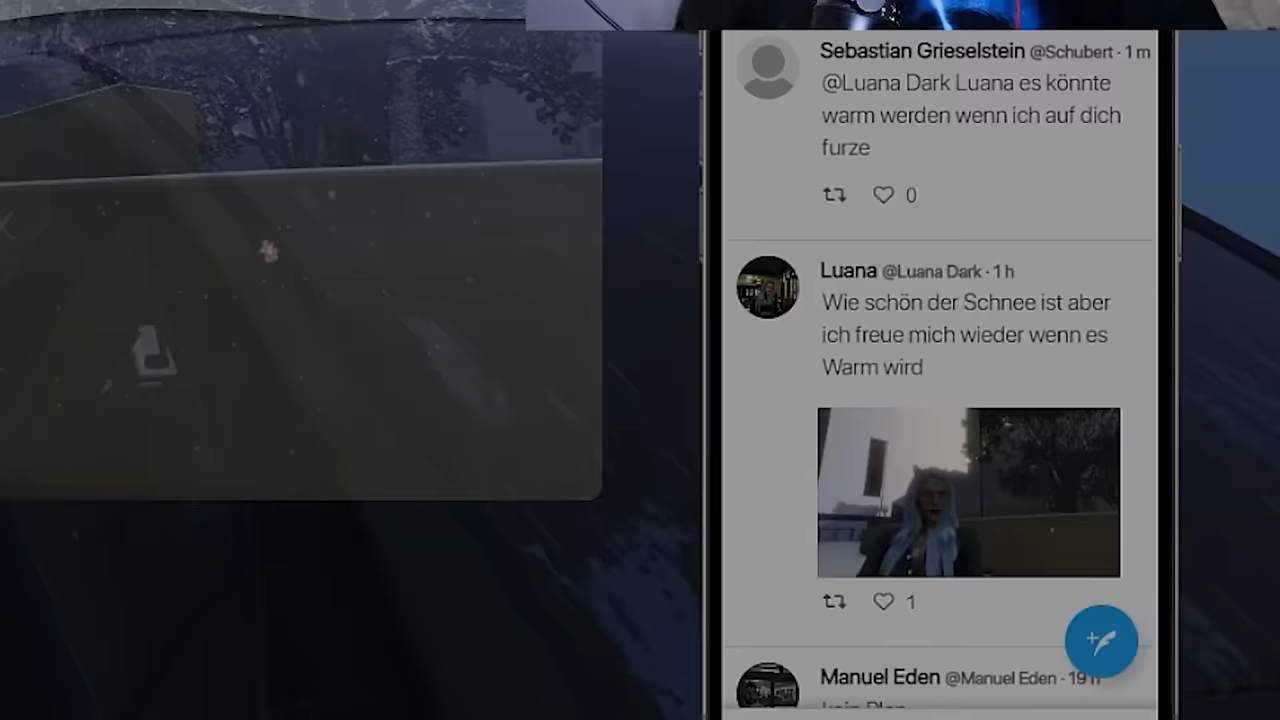 Sebastian Grieselstein @Schubert · 1 m
@Luana Dark Luana es könnte
warm werden wenn ich auf dich
furze
0
Luana @Luana Dark · 1 h
Wie schön der Schnee ist aber
ich freue mich wieder wenn es
Warm wird
1
Manuel Eden @Manuel Eden · 19 h
kein Plan